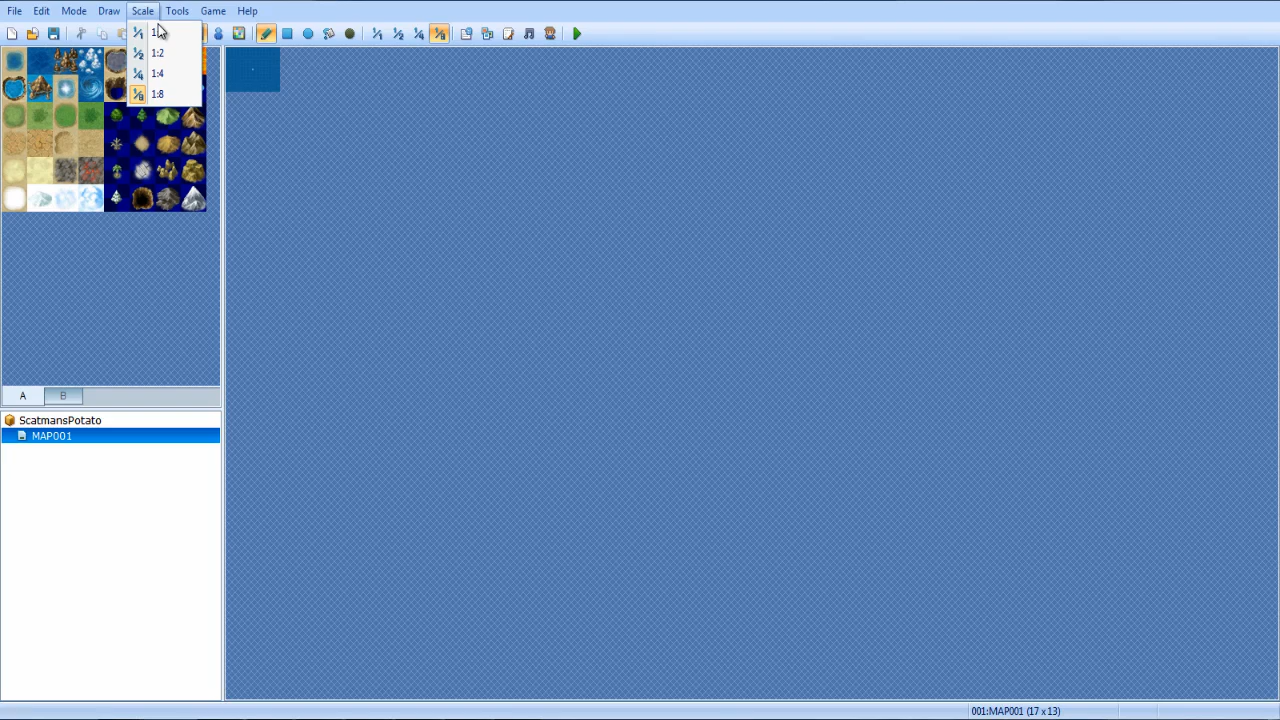 File Edit Mode Draw Scale Tools Game Help
1:2
1:4
1:8
A B
ScatmansPotato
MAP001
001:MAP001 (17 x 13)